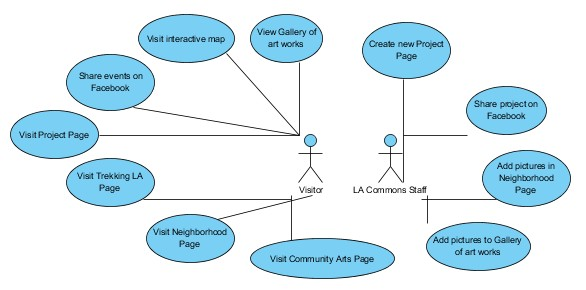 Visit interactive map
View Gallery of
art works
Create new Project
Page
Share events on
Facebook
Share project on
Facebook
Visit Project Page
Visit Trekking LA
Page
Visitor
LA Commons Staff
Add pictures in
Neighborhood
Page
Visit Neighborhood
Page
Visit Community Arts Page
Add pictures to Gallery
of art works